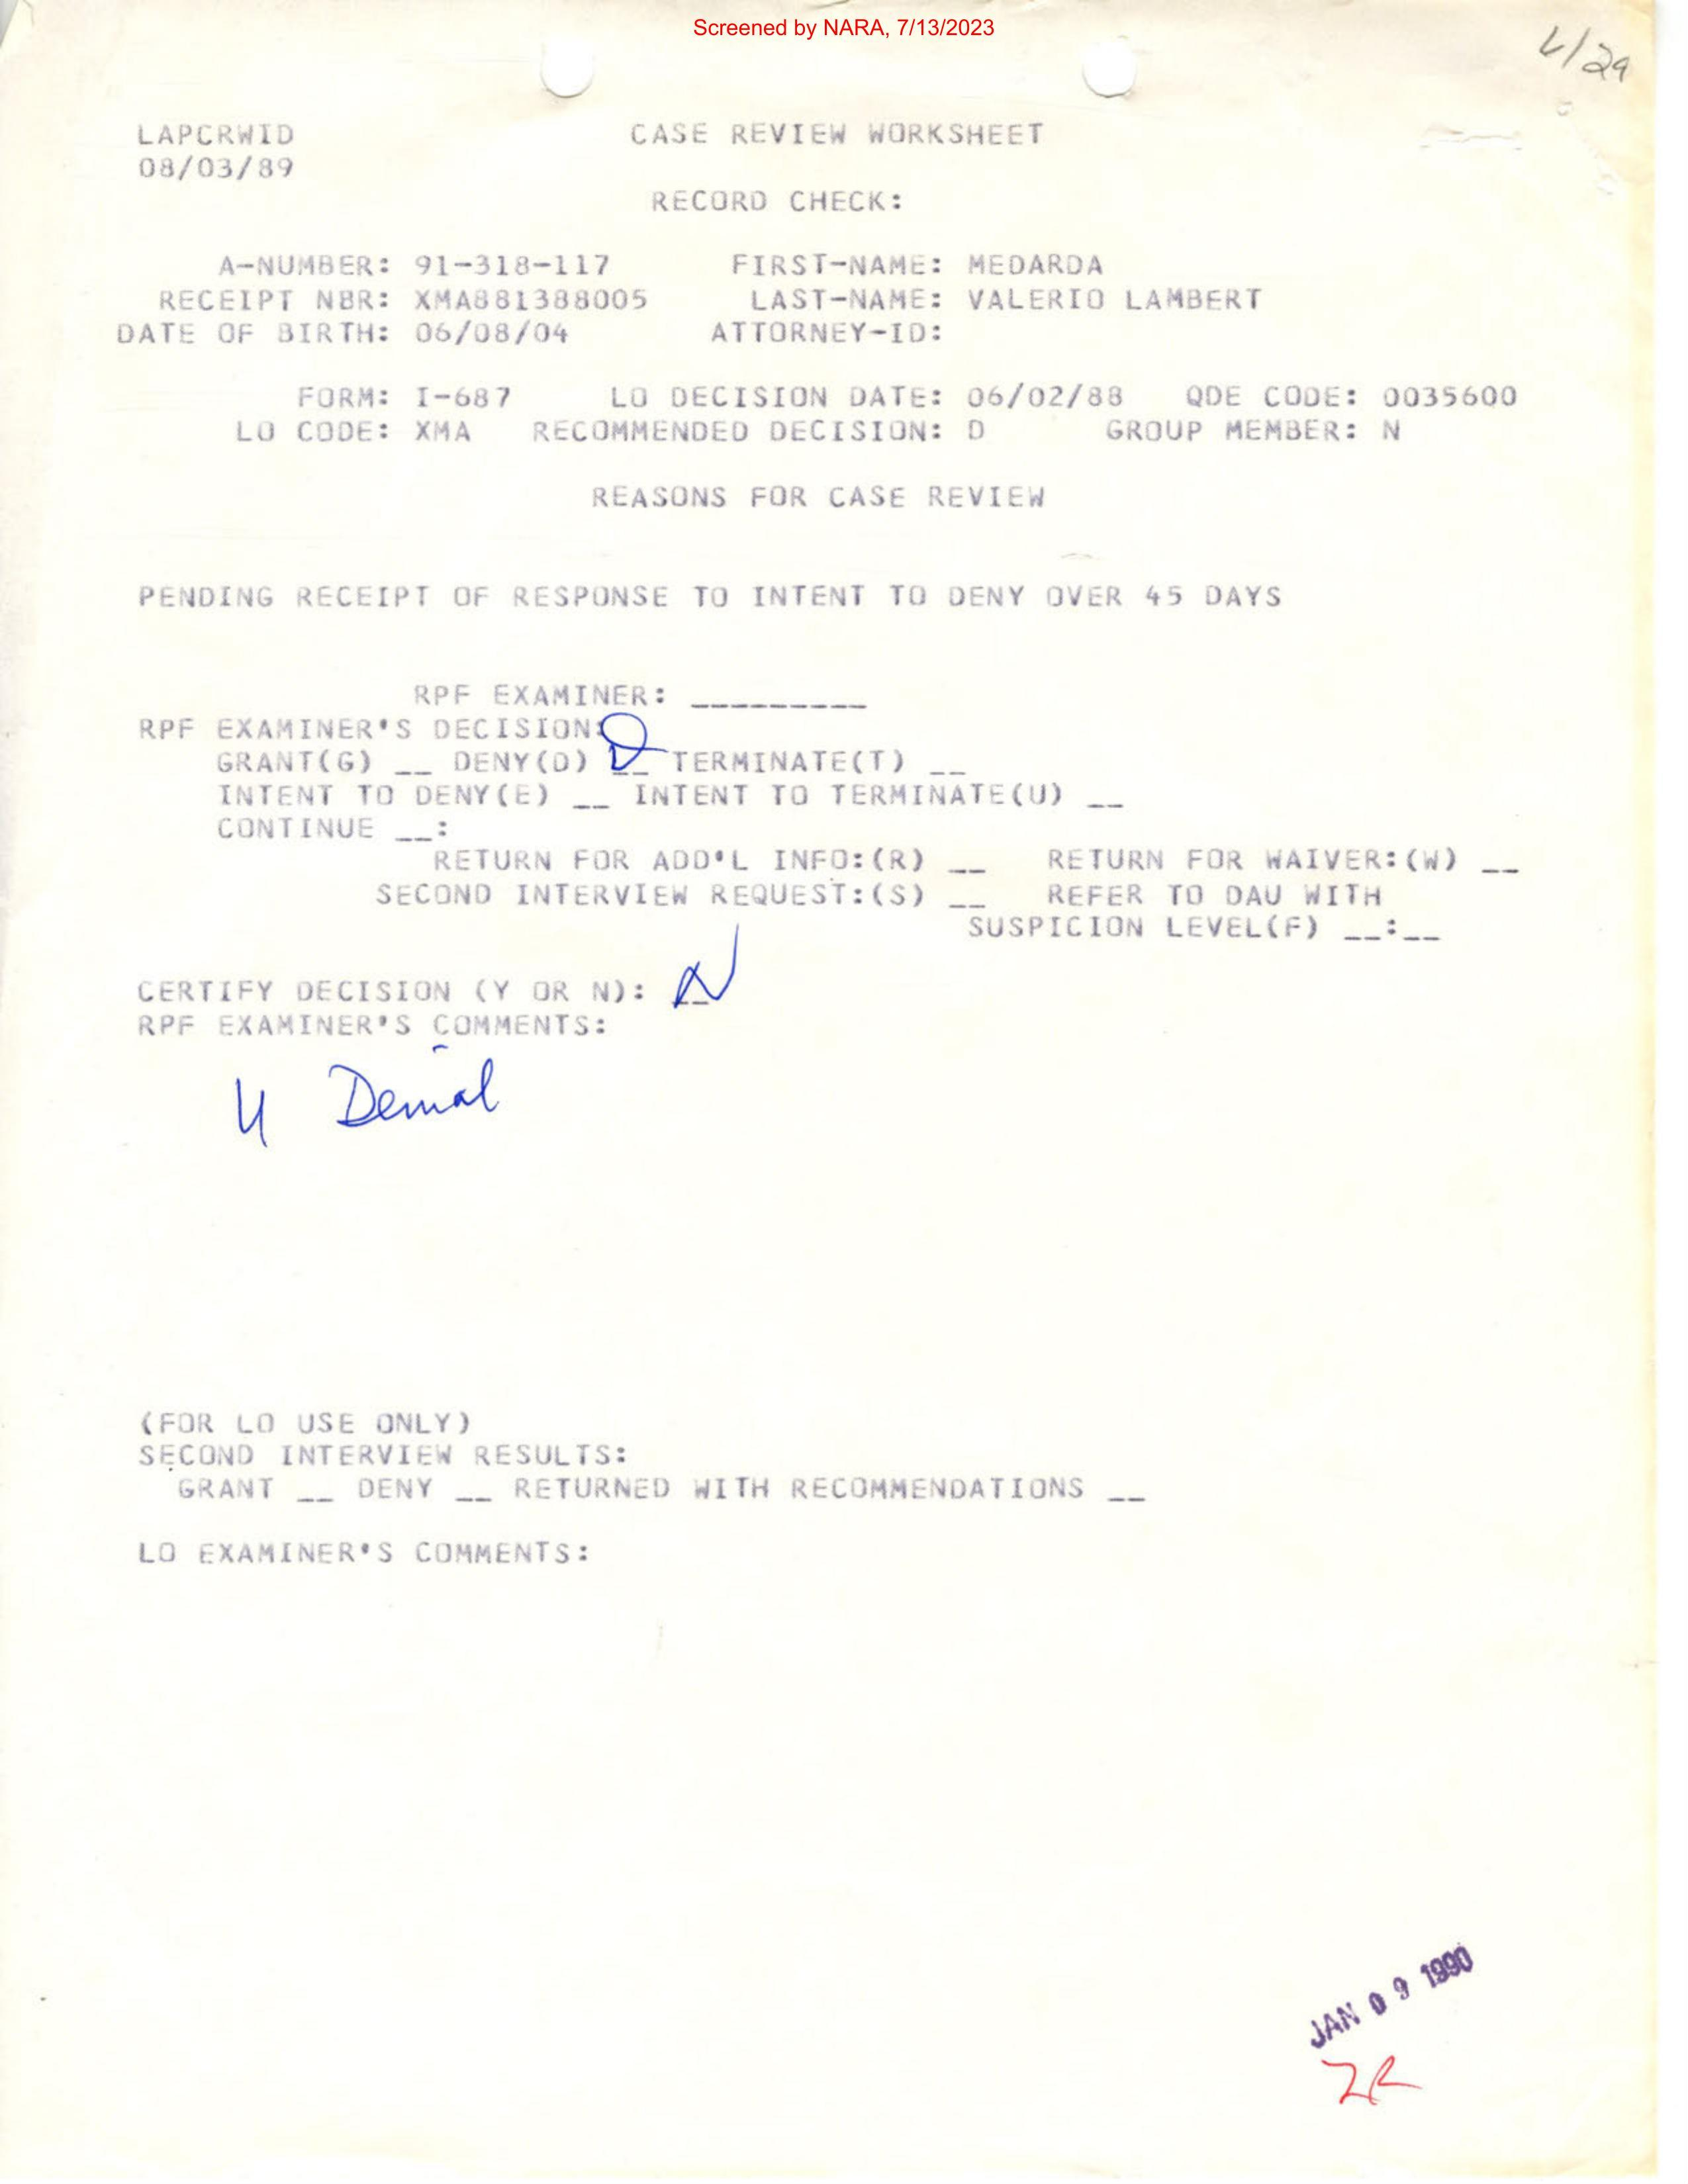 Screened by NARA, 7/13/2023
LAPCRWID CASE REVIEW WORKSHEET
08/03/89
RECORD CHECK:
A-NUMBER: 91-318-117 FIRST-NAME: MEDARDA
RECEIPT NBR: XMA881388005 LAST-NAME: VALERIO LAMBERT
DATE OF BIRTH: 06/08/04 ATTORNEY-ID:
FORM: I-687 LO DECISION DATE: 06/02/88 QDE CODE: 0035600
LO CODE: XMA RECOMMENDED DECISION: D GROUP MEMBER: N
REASONS FOR CASE REVIEW
PENDING RECEIPT OF RESPONSE TO INTENT TO DENY OVER 45 DAYS
RPF EXAMINER: _________
RPF EXAMINER'S DECISION:
GRANT(G) __ DENY(D) D TERMINATE(T) __
INTENT TO DENY(E) __ INTENT TO TERMINATE(U) __
CONTINUE __:
RETURN FOR ADD'L INFO:(R) __ RETURN FOR WAIVER:(W) __
SECOND INTERVIEW REQUEST:(S) __ REFER TO DAU WITH
SUSPICION LEVEL(F) __:__
CERTIFY DECISION (Y OR N): N
RPF EXAMINER'S COMMENTS:
Denial
(FOR LO USE ONLY)
SECOND INTERVIEW RESULTS:
GRANT __ DENY __ RETURNED WITH RECOMMENDATIONS __
LO EXAMINER'S COMMENTS:
JAN 09 1990